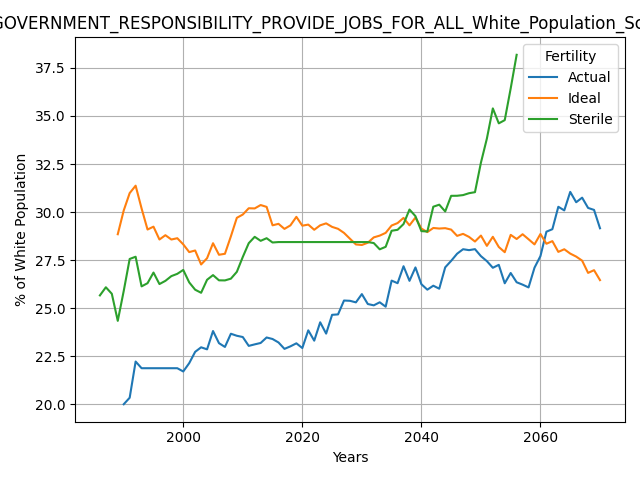 GOVERNMENT_RESPONSIBILITY_PROVIDE_JOBS_FOR_ALL_White_Population_Sc
Fertility
Actual
Ideal
Sterile
37.5
35.0
32.5
30.0
27.5
25.0
22.5
20.0
% of White Population
2000
2020
2040
2060
Years